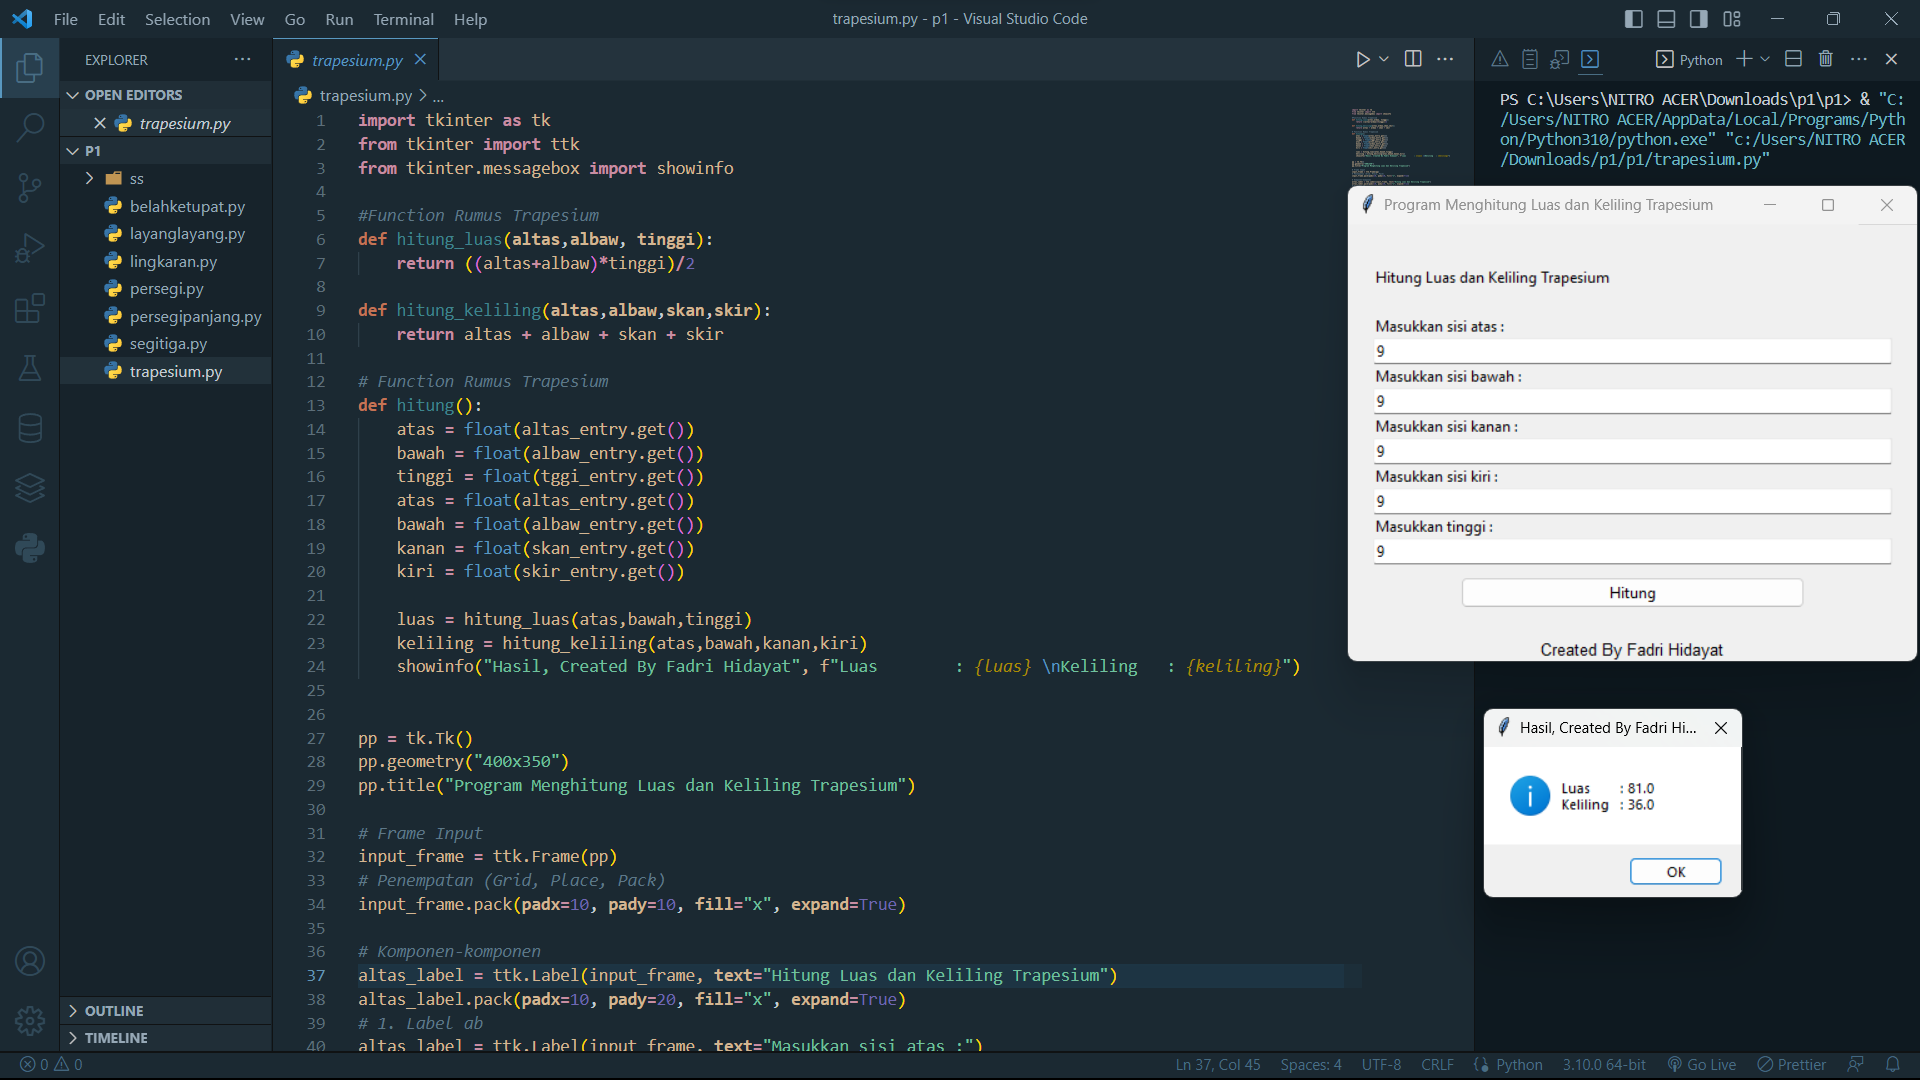 File Edit Selection View Go Run Terminal Help
trapesium.py - p1 - Visual Studio Code
EXPLORER
OPEN EDITORS
trapesium.py
P1
ss
belahketupat.py
layanglayang.py
lingkaran.py
persegi.py
persegipanjang.py
segitiga.py
trapesium.py
OUTLINE
TIMELINE
trapesium.py
trapesium.py > ...
1 import tkinter as tk
2 from tkinter import ttk
3 from tkinter.messagebox import showinfo
4
5 #Function Rumus Trapesium
6 def hitung_luas(altas,albaw, tinggi):
7     return ((altas+albaw)*tinggi)/2
8
9 def hitung_keliling(altas,albaw,skan,skir):
10     return altas + albaw + skan + skir
11
12 # Function Rumus Trapesium
13 def hitung():
14     atas = float(altas_entry.get())
15     bawah = float(albaw_entry.get())
16     tinggi = float(tggi_entry.get())
17     atas = float(altas_entry.get())
18     bawah = float(albaw_entry.get())
19     kanan = float(skan_entry.get())
20     kiri = float(skir_entry.get())
21
22     luas = hitung_luas(atas,bawah,tinggi)
23     keliling = hitung_keliling(atas,bawah,kanan,kiri)
24     showinfo("Hasil, Created By Fadri Hidayat", f"Luas        : {luas} \nKeliling   : {keliling}")
25
26
27 pp = tk.Tk()
28 pp.geometry("400x350")
29 pp.title("Program Menghitung Luas dan Keliling Trapesium")
30
31 # Frame Input
32 input_frame = ttk.Frame(pp)
33 # Penempatan (Grid, Place, Pack)
34 input_frame.pack(padx=10, pady=10, fill="x", expand=True)
35
36 # Komponen-komponen
37 altas_label = ttk.Label(input_frame, text="Hitung Luas dan Keliling Trapesium")
38 altas_label.pack(padx=10, pady=20, fill="x", expand=True)
39 # 1. Label ab
40 altas_label = ttk.Label(input_frame, text="Masukkan sisi atas :")
Python
PS C:\Users\NITRO ACER\Downloads\p1\p1> & "C:
/Users/NITRO ACER/AppData/Local/Programs/Pyth
on/Python310/python.exe" "c:/Users/NITRO ACER
/Downloads/p1/p1/trapesium.py"
Program Menghitung Luas dan Keliling Trapesium
Hitung Luas dan Keliling Trapesium
Masukkan sisi atas :
9
Masukkan sisi bawah :
9
Masukkan sisi kanan :
9
Masukkan sisi kiri :
9
Masukkan tinggi :
9
Hitung
Created By Fadri Hidayat
Hasil, Created By Fadri Hi...
Luas : 81.0
Keliling : 36.0
OK
0 0
Ln 37, Col 45 Spaces: 4 UTF-8 CRLF Python 3.10.0 64-bit Go Live Prettier